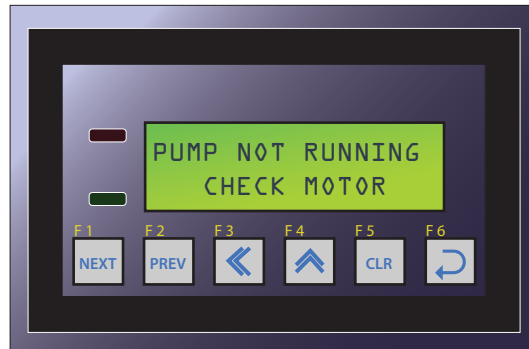 PUMP NOT RUNNING
CHECK MOTOR
F1 F2 F3 F4 F5 F6
NEXT PREV CLR